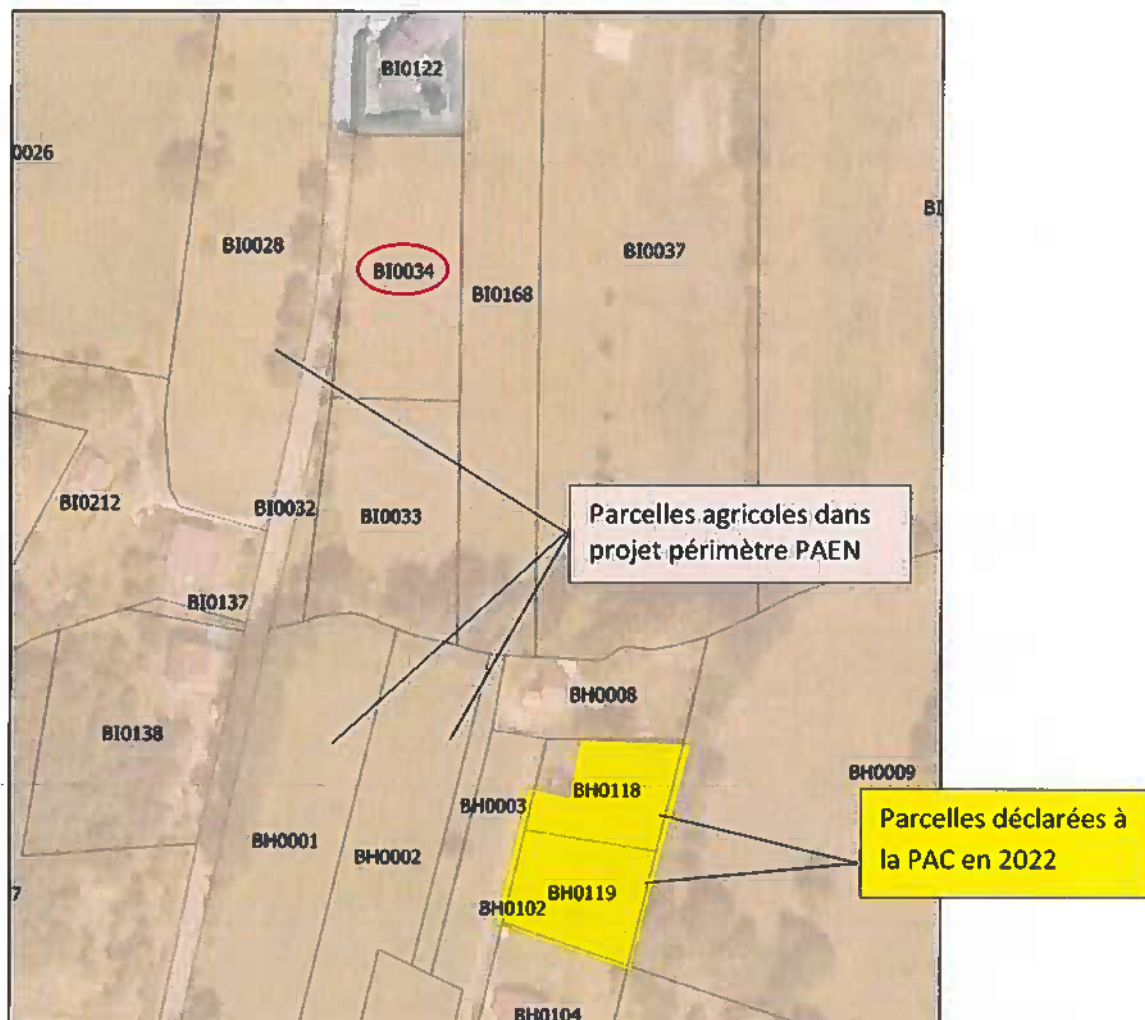 BI0122
0026
BI
BI0028
BI0034
BI0037
BI0168
BI0212
BI0032
BI0033
Parcelles agricoles dans
projet périmètre PAEN
BI0137
BH0008
BI0138
BH0009
BH0118
BH0003
Parcelles déclarées à
la PAC en 2022
BH0001
BH0002
7
BH0119
BH0102
BH0104